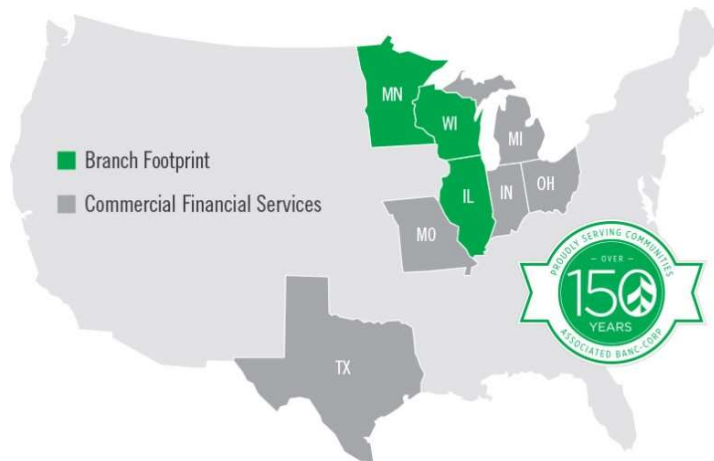 MN
WI
MI
Branch Footprint
Commercial Financial Services
IL
IN
OH
MO
TX
PROUDLY SERVING COMMUNITIES
– OVER –
150
YEARS
ASSOCIATED BANC-CORP